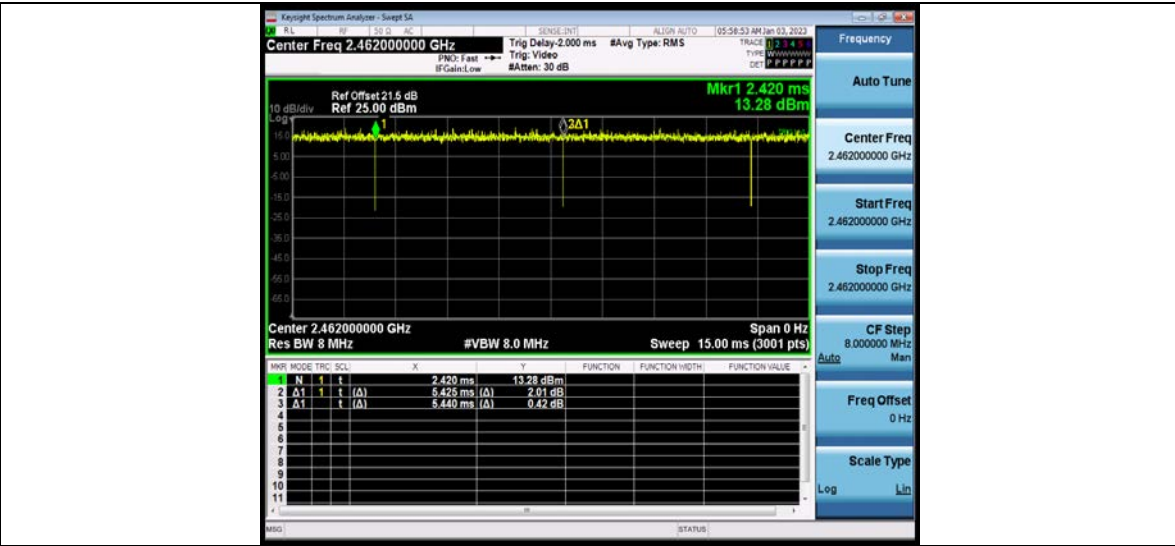 Keysight Spectrum Analyzer - Swept SA
RL RF 50 Ω AC SENSE:INT ALIGN AUTO 05:58:53 AM Jan 03, 2023
Center Freq 2.462000000 GHz Trig Delay-2.000 ms #Avg Type: RMS TRACE 1 2 3 4 5 6
PNO: Fast Trig: Video TYPE WWWWWW
IFGain:Low #Atten: 30 dB DET P P P P P P
Frequency
Auto Tune
Mkr1 2.420 ms
13.28 dBm
Ref Offset 21.5 dB
10 dB/div Ref 25.00 dBm
Log
1 2Δ1
15.0
5.00
-5.00
-15.0
-25.0
-35.0
-45.0
-55.0
-65.0
Center Freq
2.462000000 GHz
Start Freq
2.462000000 GHz
Stop Freq
2.462000000 GHz
Center 2.462000000 GHz Span 0 Hz
Res BW 8 MHz #VBW 8.0 MHz Sweep 15.00 ms (3001 pts)
CF Step
8.000000 MHz
Auto Man
MKR MODE TRC SCL X Y FUNCTION FUNCTION WIDTH FUNCTION VALUE
1 N 1 t 2.420 ms 13.28 dBm
2 Δ1 1 t (Δ) 5.425 ms (Δ) 2.01 dB
3 Δ1 t (Δ) 5.440 ms (Δ) 0.42 dB
4
5
6
7
8
9
10
11
Freq Offset
0 Hz
Scale Type
Log Lin
MSG STATUS